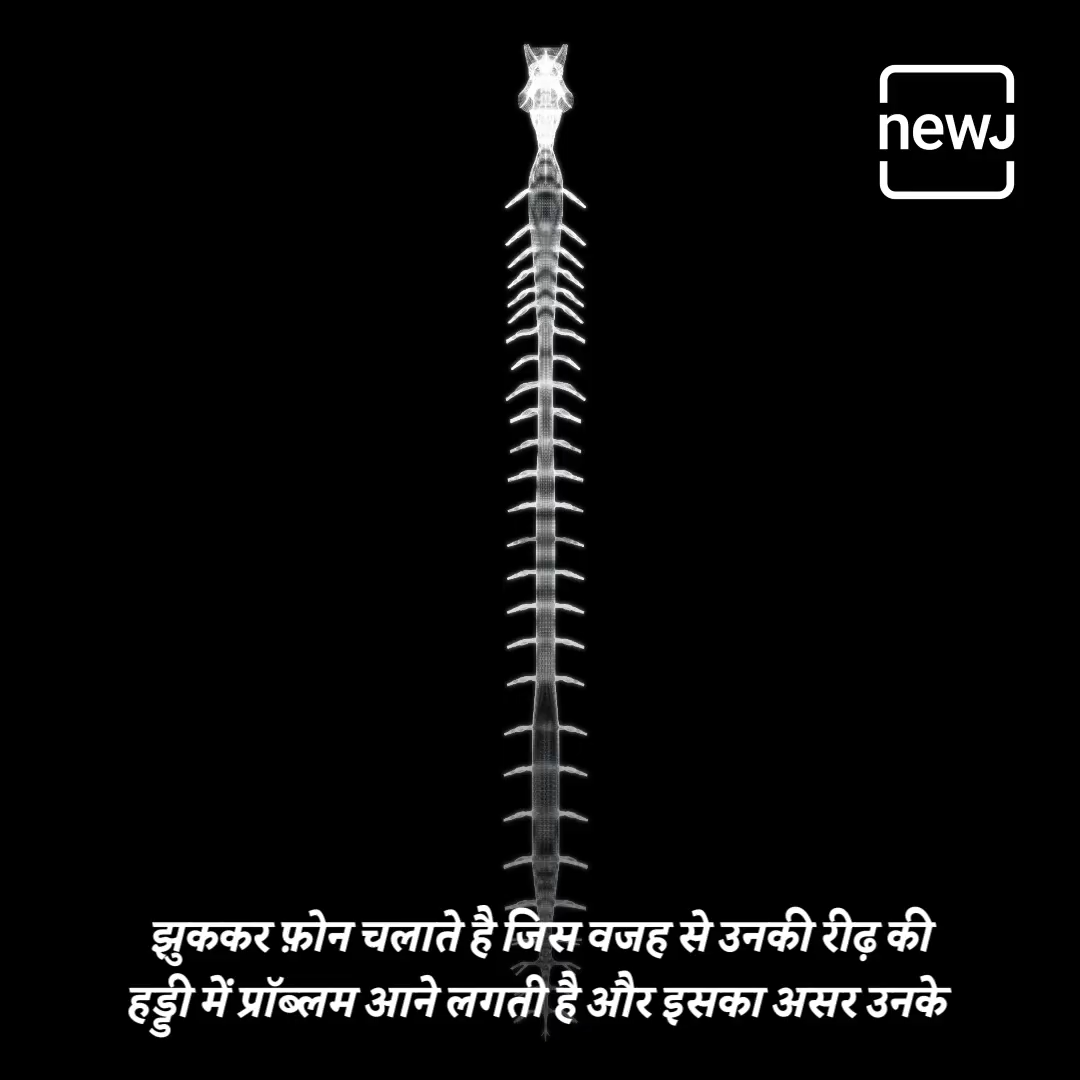 newJ
झुककर फ़ोन चलाते है जिस वजह से उनकी रीढ़ की
हड्डी में प्रॉब्लम आने लगती है और इसका असर उनके